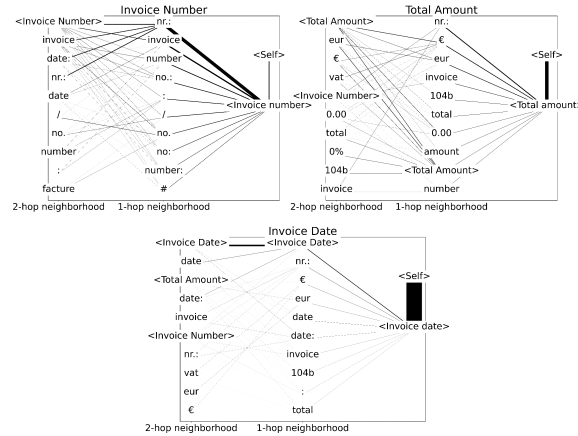 Invoice Number
<Invoice Number> nr.:
invoice invoice
date: number <Self>
nr.: no.:
date :
<Invoice number>
/ /
no. no.
number no:
: number:
facture #
2-hop neighborhood 1-hop neighborhood
Total Amount
<Total Amount> nr.:
eur €
€ eur <Self>
vat invoice
<Invoice Number> 104b
<Total amount>
0.00 total
total 0.00
0% amount
104b <Total Amount>
invoice number
2-hop neighborhood 1-hop neighborhood
Invoice Date
<Invoice Date> <Invoice Date>
date nr.:
<Total Amount> € <Self>
date: eur
invoice date
<Invoice date>
<Invoice Number> date:
nr.: invoice
vat 104b
eur :
€ total
2-hop neighborhood 1-hop neighborhood